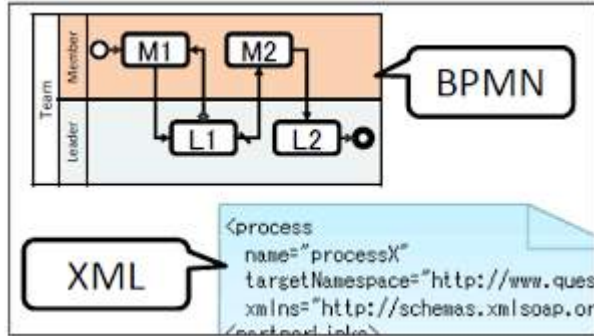 Team
Member
Leader
M1
M2
L1
L2
BPMN
XML
<process
name="processX"
targetNamespace="http://www.ques
xmlns="http://schemas.xmlsoap.or
<partnerLinks>